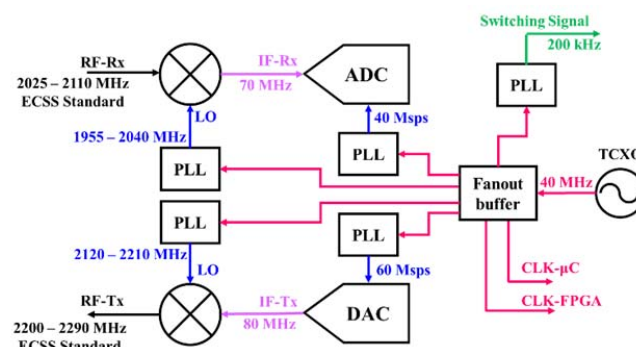 Switching Signal
200 kHz
RF-Rx
2025 – 2110 MHz
ECSS Standard
IF-Rx
70 MHz
ADC
PLL
LO
1955 – 2040 MHz
40 Msps
PLL
PLL
TCXO
Fanout
buffer
40 MHz
PLL
PLL
2120 – 2210 MHz
LO
60 Msps
CLK-µC
CLK-FPGA
RF-Tx
2200 – 2290 MHz
ECSS Standard
IF-Tx
80 MHz
DAC